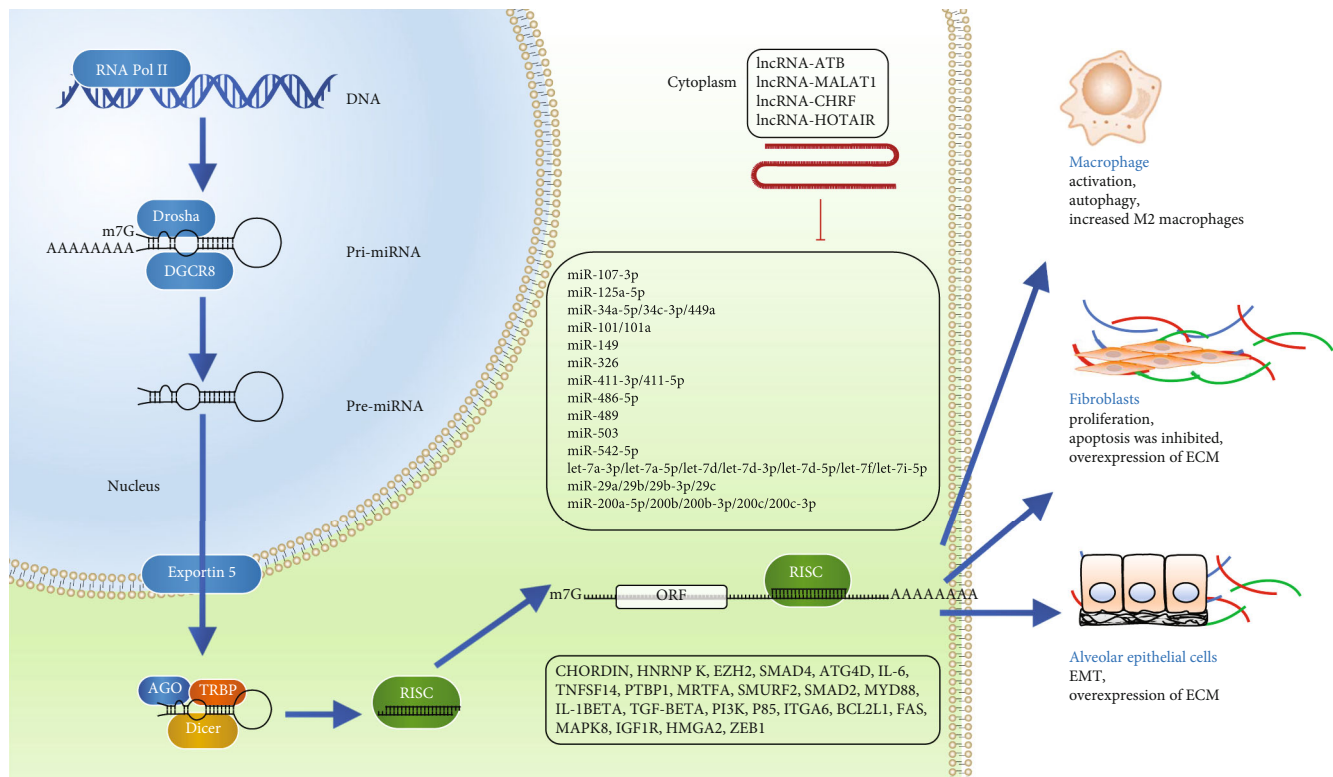 RNA Pol II
DNA
Drosha
m7G
AAAAAAAA
DGCR8
Pri-miRNA
Pre-miRNA
Nucleus
Exportin 5
AGO
TRBP
Dicer
RISC
Cytoplasm
lncRNA-ATB
lncRNA-MALAT1
lncRNA-CHRF
lncRNA-HOTAIR
miR-107-3p
miR-125a-5p
miR-34a-5p/34c-3p/449a
miR-101/101a
miR-149
miR-326
miR-411-3p/411-5p
miR-486-5p
miR-489
miR-503
miR-542-5p
let-7a-3p/let-7a-5p/let-7d/let-7d-3p/let-7d-5p/let-7f/let-7i-5p
miR-29a/29b/29b-3p/29c
miR-200a-5p/200b/200b-3p/200c/200c-3p
RISC
m7G
ORF
AAAAAAAA
CHORDIN, HNRNP K, EZH2, SMAD4, ATG4D, IL-6,
TNFSF14, PTBP1, MRTFA, SMURF2, SMAD2, MYD88,
IL-1BETA, TGF-BETA, PI3K, P85, ITGA6, BCL2L1, FAS,
MAPK8, IGF1R, HMGA2, ZEB1
Macrophage
activation,
autophagy,
increased M2 macrophages
Fibroblasts
proliferation,
apoptosis was inhibited,
overexpression of ECM
Alveolar epithelial cells
EMT,
overexpression of ECM